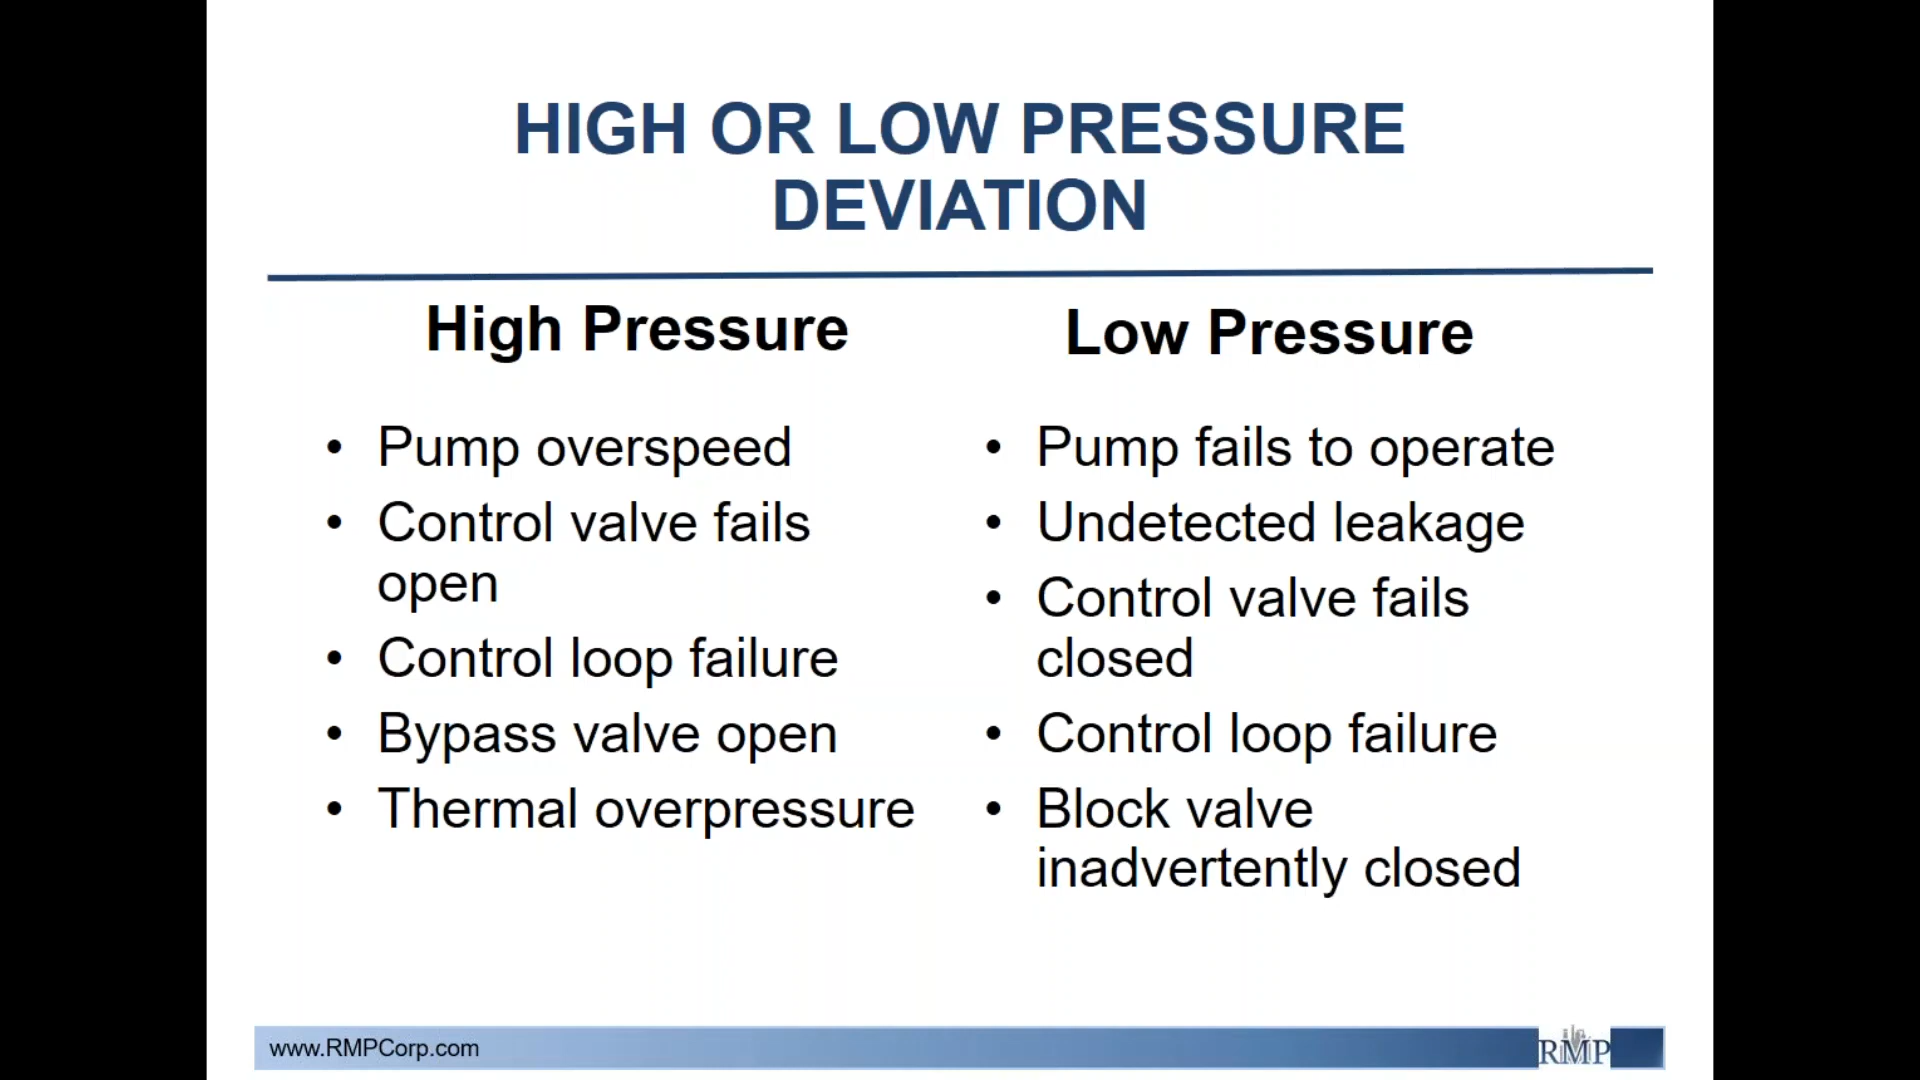 HIGH OR LOW PRESSURE
DEVIATION
High Pressure
• Pump overspeed
• Control valve fails
open
• Control loop failure
• Bypass valve open
• Thermal overpressure
Low Pressure
• Pump fails to operate
• Undetected leakage
• Control valve fails
closed
• Control loop failure
• Block valve
inadvertently closed
www.RMPCorp.com
RMP